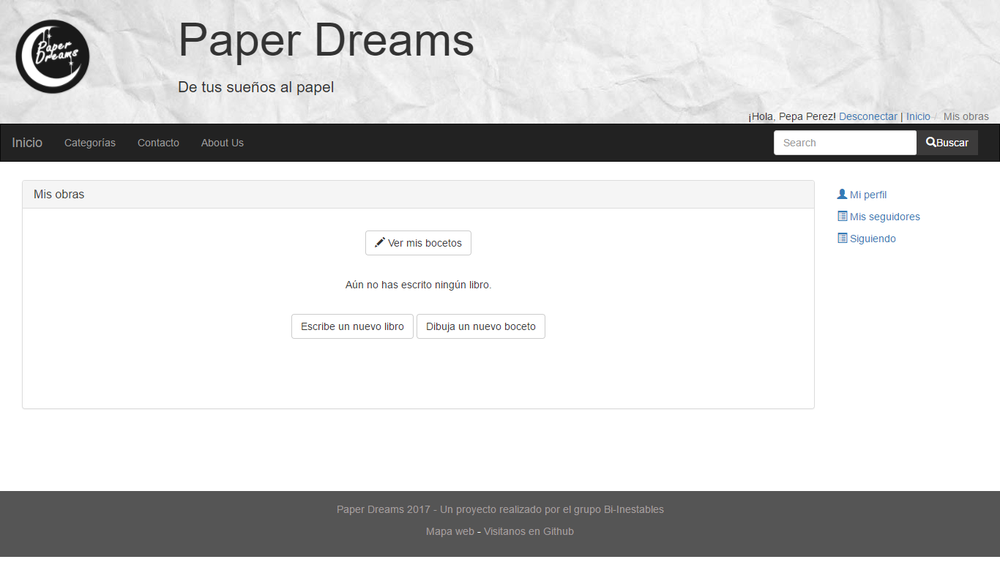 Paper Dreams
Paper Dreams
De tus sueños al papel
¡Hola, Pepa Perez! Desconectar | Inicio / Mis obras
Inicio Categorías Contacto About Us Search Buscar
Mis obras
Mi perfil
Mis seguidores
Siguiendo
Ver mis bocetos
Aún no has escrito ningún libro.
Escribe un nuevo libro Dibuja un nuevo boceto
Paper Dreams 2017 - Un proyecto realizado por el grupo Bi-Inestables
Mapa web - Visitanos en Github